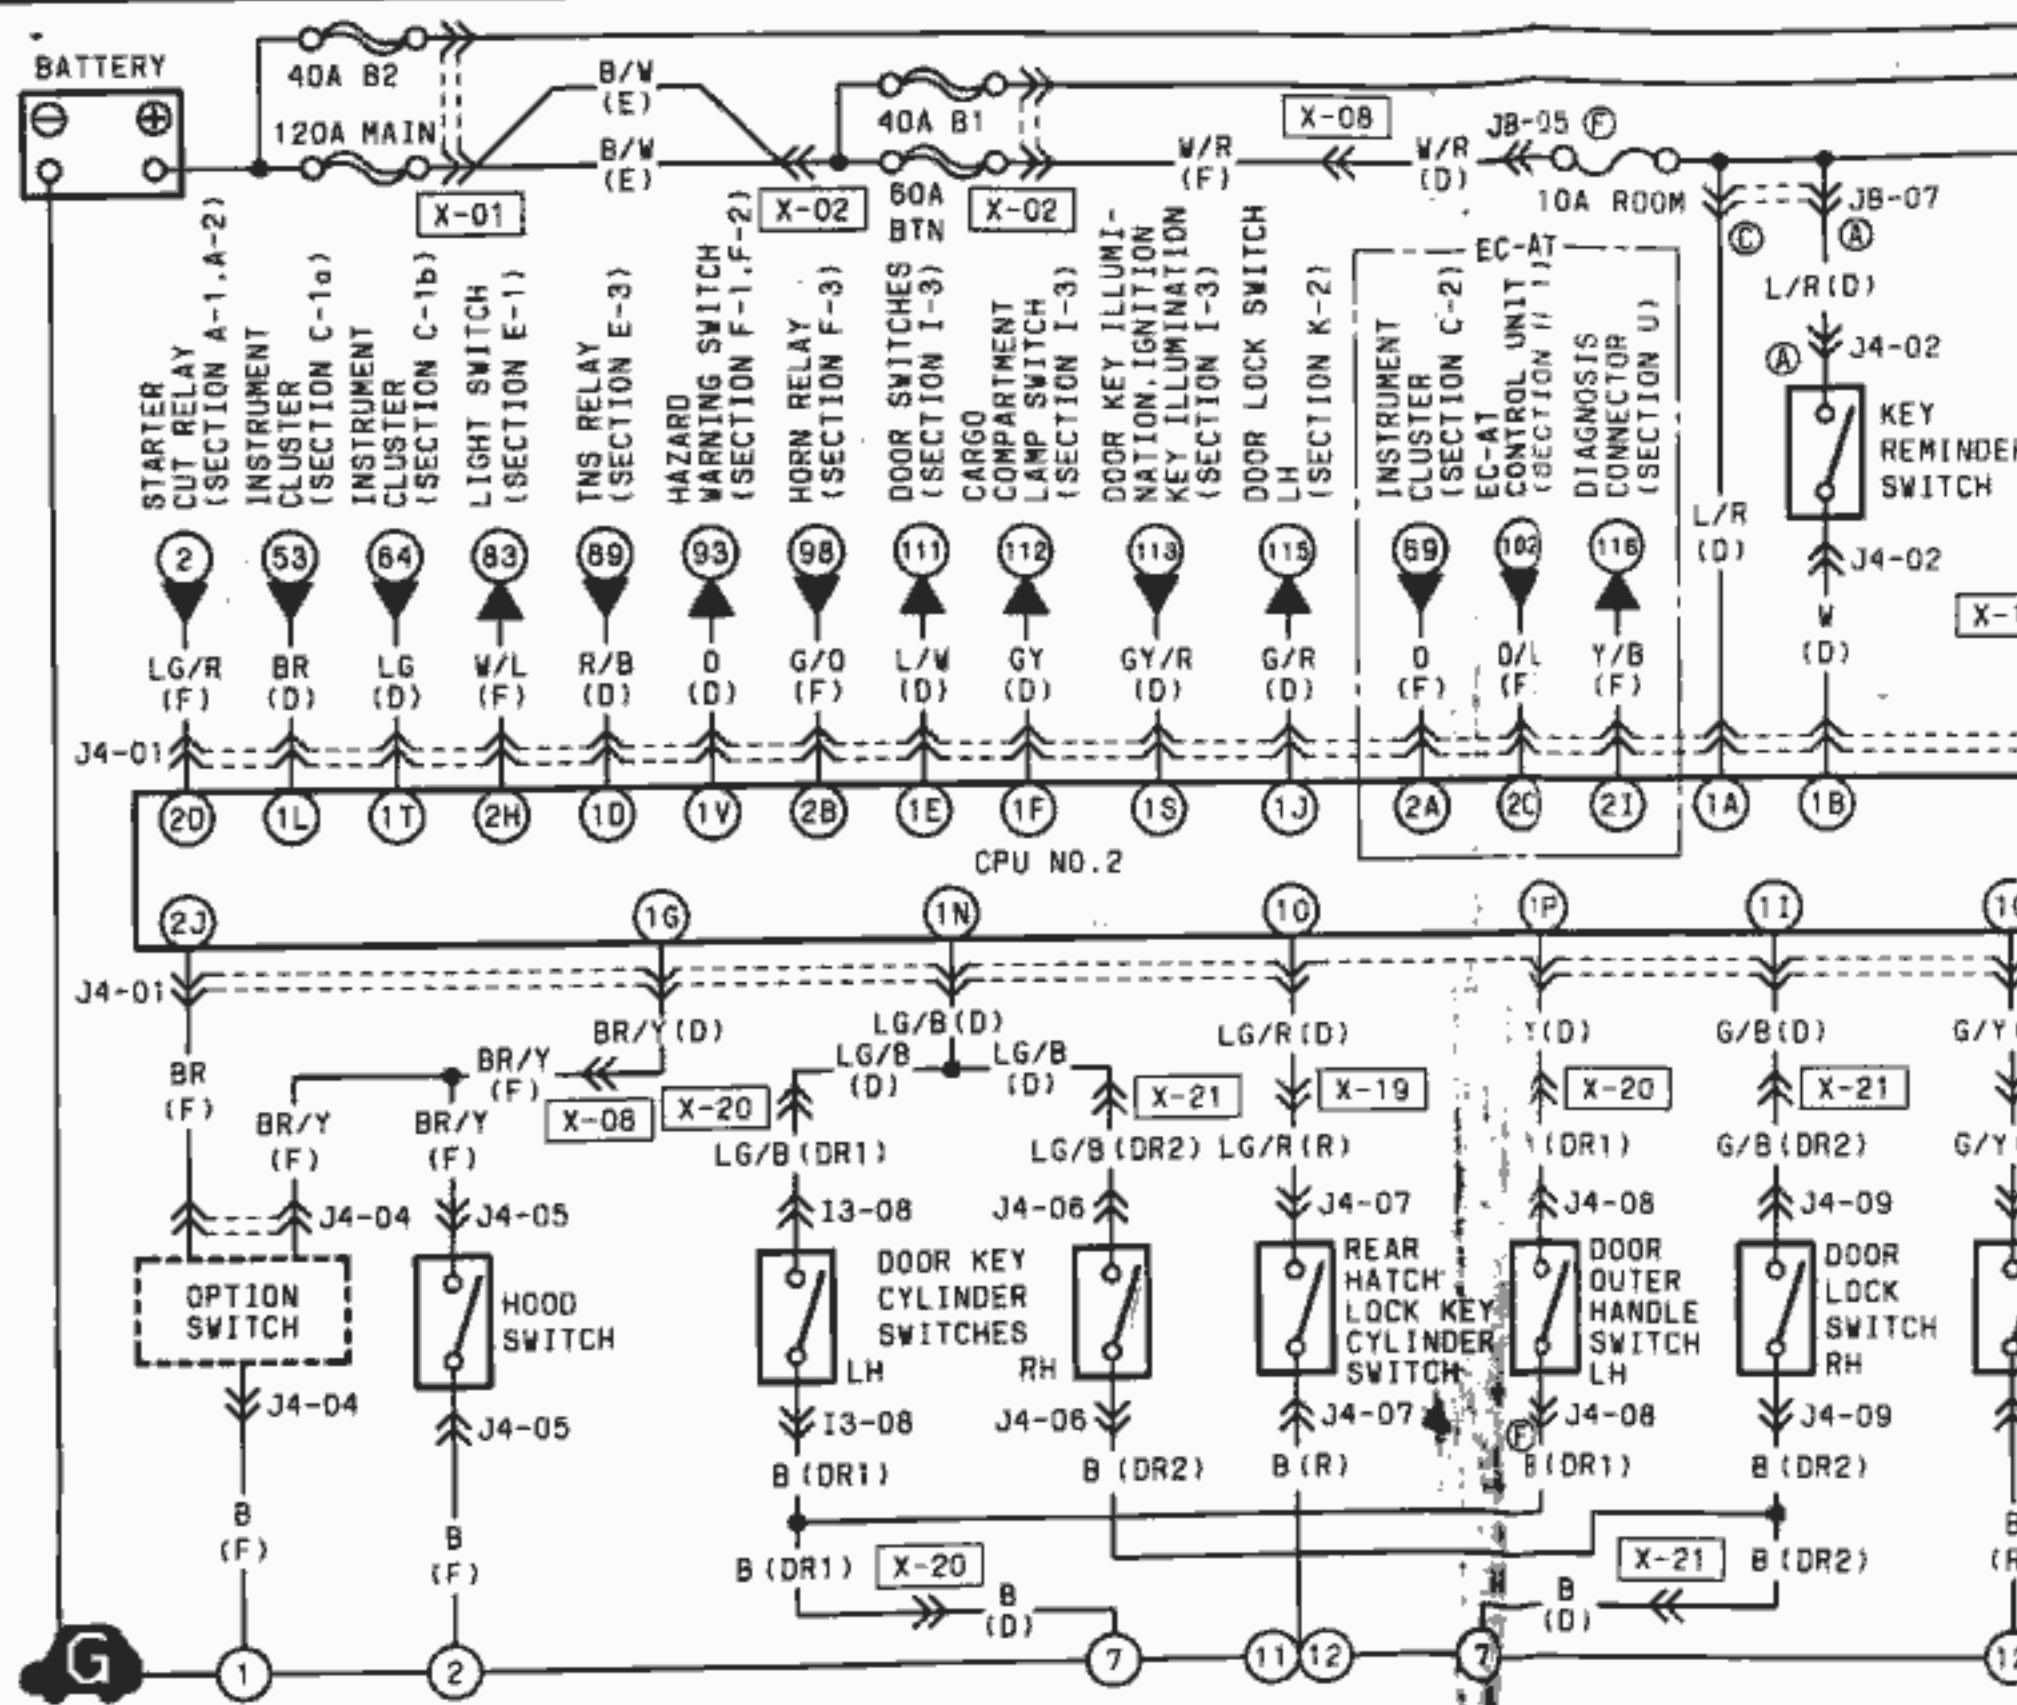 BATTERY
40A B2
120A MAIN
B/W
(E)
B/W
(E)
X-01
X-02
40A B1
60A
BTN
X-02
W/R
(F)
X-08
W/R
(D)
JB-05 F
10A ROOM
JB-07
C
A
L/R(D)
J4-02
A
KEY
REMINDER
SWITCH
J4-02
W
(D)
L/R
(D)
STARTER
CUT RELAY
(SECTION A-1,A-2)
INSTRUMENT
CLUSTER
(SECTION C-1a)
INSTRUMENT
CLUSTER
(SECTION C-1b)
LIGHT SWITCH
(SECTION E-1)
TNS RELAY
(SECTION E-3)
HAZARD
WARNING SWITCH
(SECTION F-1,F-2)
HORN RELAY
(SECTION F-3)
DOOR SWITCHES
(SECTION I-3)
CARGO
COMPARTMENT
LAMP SWITCH
(SECTION I-3)
DOOR KEY ILLUMI-
NATION,IGNITION
KEY ILLUMINATION
(SECTION I-3)
DOOR LOCK SWITCH
LH
(SECTION K-2)
EC-AT
INSTRUMENT
CLUSTER
(SECTION C-2)
EC-AT
CONTROL UNIT
DIAGNOSIS
CONNECTOR
(SECTION U)
2 53 64 83 89 93 98 111 112 113 115 69 102 116
LG/R BR LG W/L R/B O G/O L/W GY GY/R G/R O O/L Y/B
(F) (D) (D) (F) (D) (D) (F) (D) (D) (D) (D) (F) (F (F)
J4-01
2D 1L 1T 2H 1D 1V 2B 1E 1F 1S 1J 2A 2C 2I 1A 1B
CPU NO.2
2J 1G 1N 1O 1P 1I
J4-01
BR/Y(D) LG/B(D) LG/R(D) Y(D) G/B(D) G/Y
BR
(F)
BR/Y
(F)
X-08
LG/B
(D)
LG/B
(D)
X-20
X-21
X-19
X-20
X-21
BR/Y
(F)
BR/Y
(F)
LG/B(DR1) LG/B(DR2) LG/R(R) (DR1) G/B(DR2) G/Y
J4-04 J4-05 I3-08 J4-06 J4-07 J4-08 J4-09
OPTION
SWITCH
HOOD
SWITCH
DOOR KEY
CYLINDER
SWITCHES
LH
RH
REAR
HATCH
LOCK KEY
CYLINDER
SWITCH
DOOR
OUTER
HANDLE
SWITCH
LH
DOOR
LOCK
SWITCH
RH
J4-04 J4-05 I3-08 J4-06 J4-07 F J4-08 J4-09
B(DR1) B(DR2) B(R) B(DR1) B(DR2)
B
(F)
B
(F)
B(DR1) X-20
B
(D)
X-21 B(DR2)
B
(D)
G 1 2 7 11 12 7